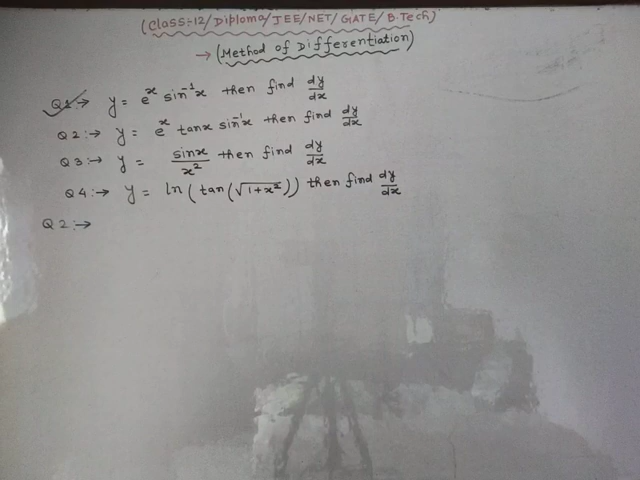 (Class-12/Diploma/JEE/NET/GATE/B.Tech)
→ (Method of Differentiation)
Q1:→ y = e^x sin⁻¹x then find dy/dx
Q2:→ y = e^x tanx sin⁻¹x then find dy/dx
Q3:→ y = sinx/x² then find dy/dx
Q4:→ y = ln(tan(√1+x²)) then find dy/dx
Q2:→